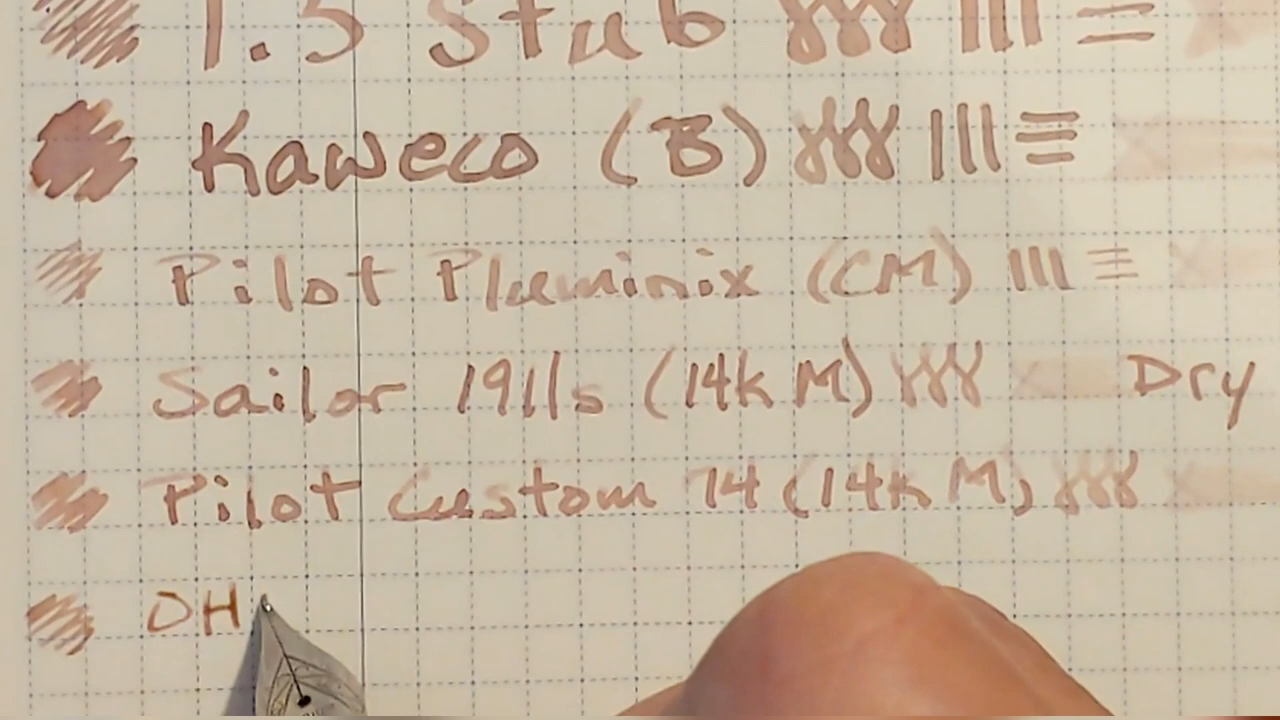 1.5 Stub
Kaweco (B)
Pilot Pluminix (CM)
Sailor 1911s (14k M) Dry
Pilot Custom 74 (14k M)
OH